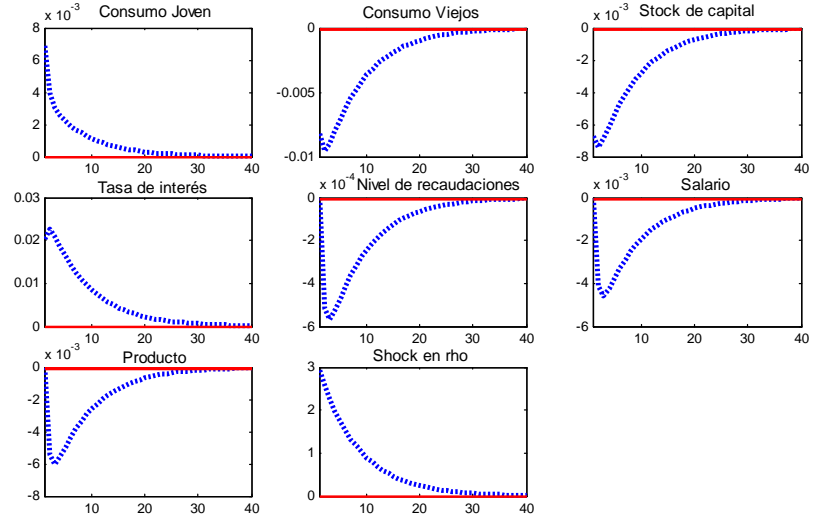 x 10^-3 Consumo Joven
8
6
4
2
0
10 20 30 40
Consumo Viejos
0
-0.005
-0.01
10 20 30 40
x 10^-3 Stock de capital
0
-2
-4
-6
-8
10 20 30 40
Tasa de interés
0.03
0.02
0.01
0
10 20 30 40
x 10^-4 Nivel de recaudaciones
0
-2
-4
-6
10 20 30 40
x 10^-3 Salario
0
-2
-4
-6
10 20 30 40
x 10^-3 Producto
0
-2
-4
-6
-8
10 20 30 40
Shock en rho
3
2
1
0
10 20 30 40